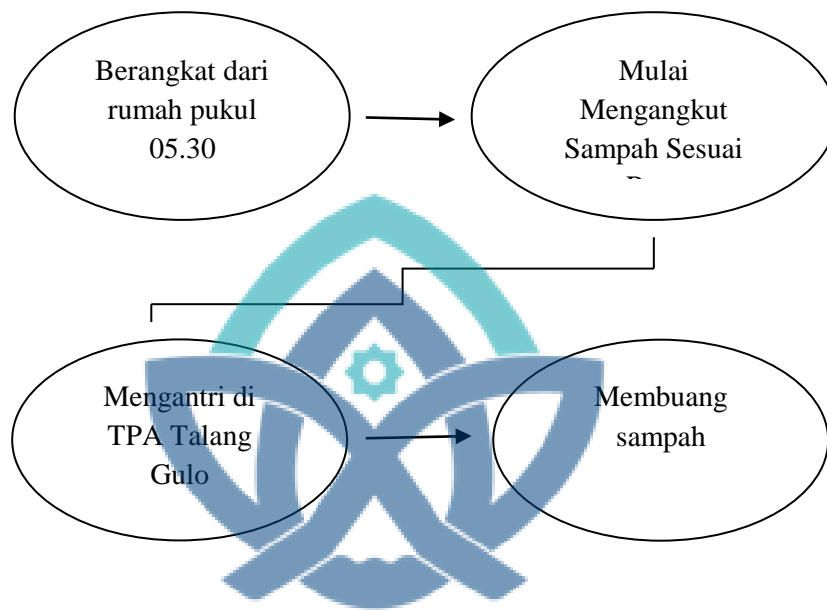 Berangkat dari
rumah pukul
05.30
Mulai
Mengangkut
Sampah Sesuai
Mengantri di
TPA Talang
Gulo
Membuang
sampah